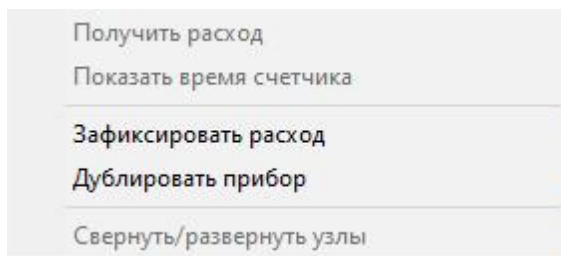 Получить расход
Показать время счетчика
Зафиксировать расход
Дублировать прибор
Свернуть/развернуть узлы